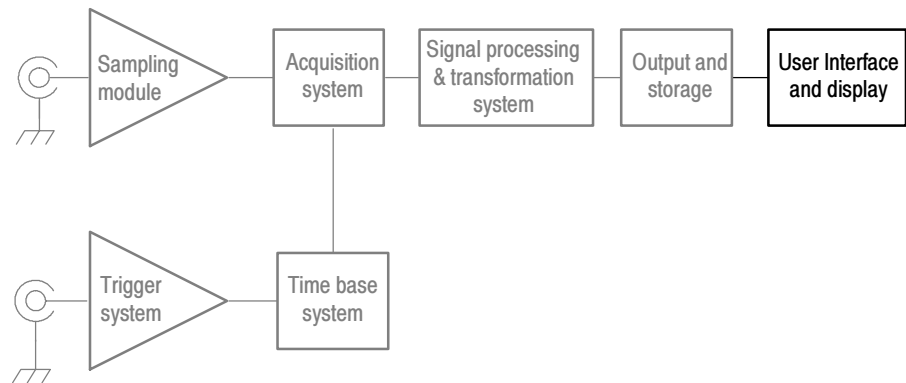 Sampling
module
Acquisition
system
Signal processing
& transformation
system
Output and
storage
User Interface
and display
Trigger
system
Time base
system